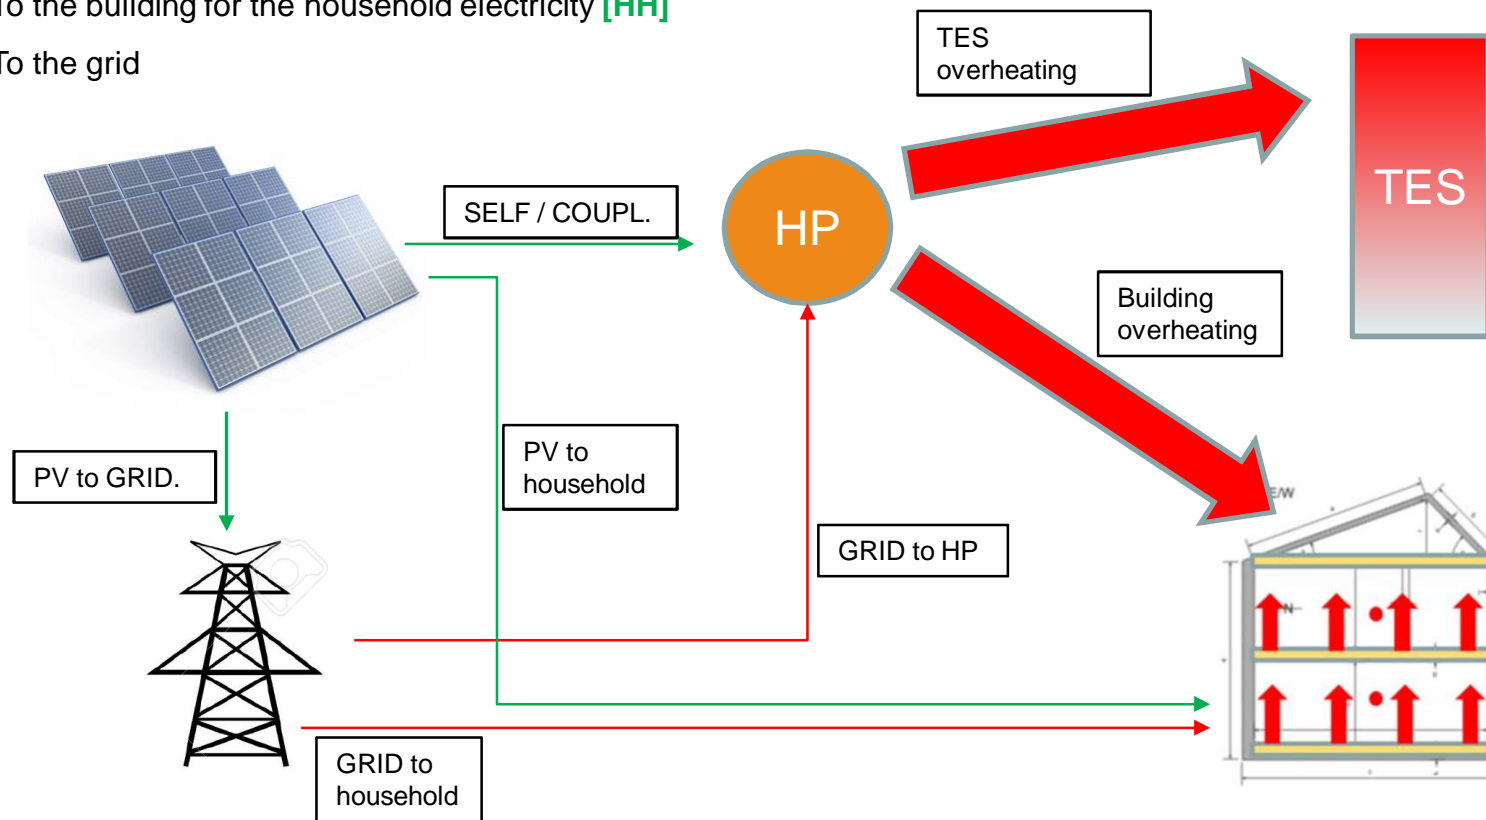 To the building for the household electricity [HH]
To the grid
TES
overheating
TES
SELF / COUPL.
HP
Building
overheating
PV to GRID.
PV to
household
GRID to HP
E/W
N
GRID to
household